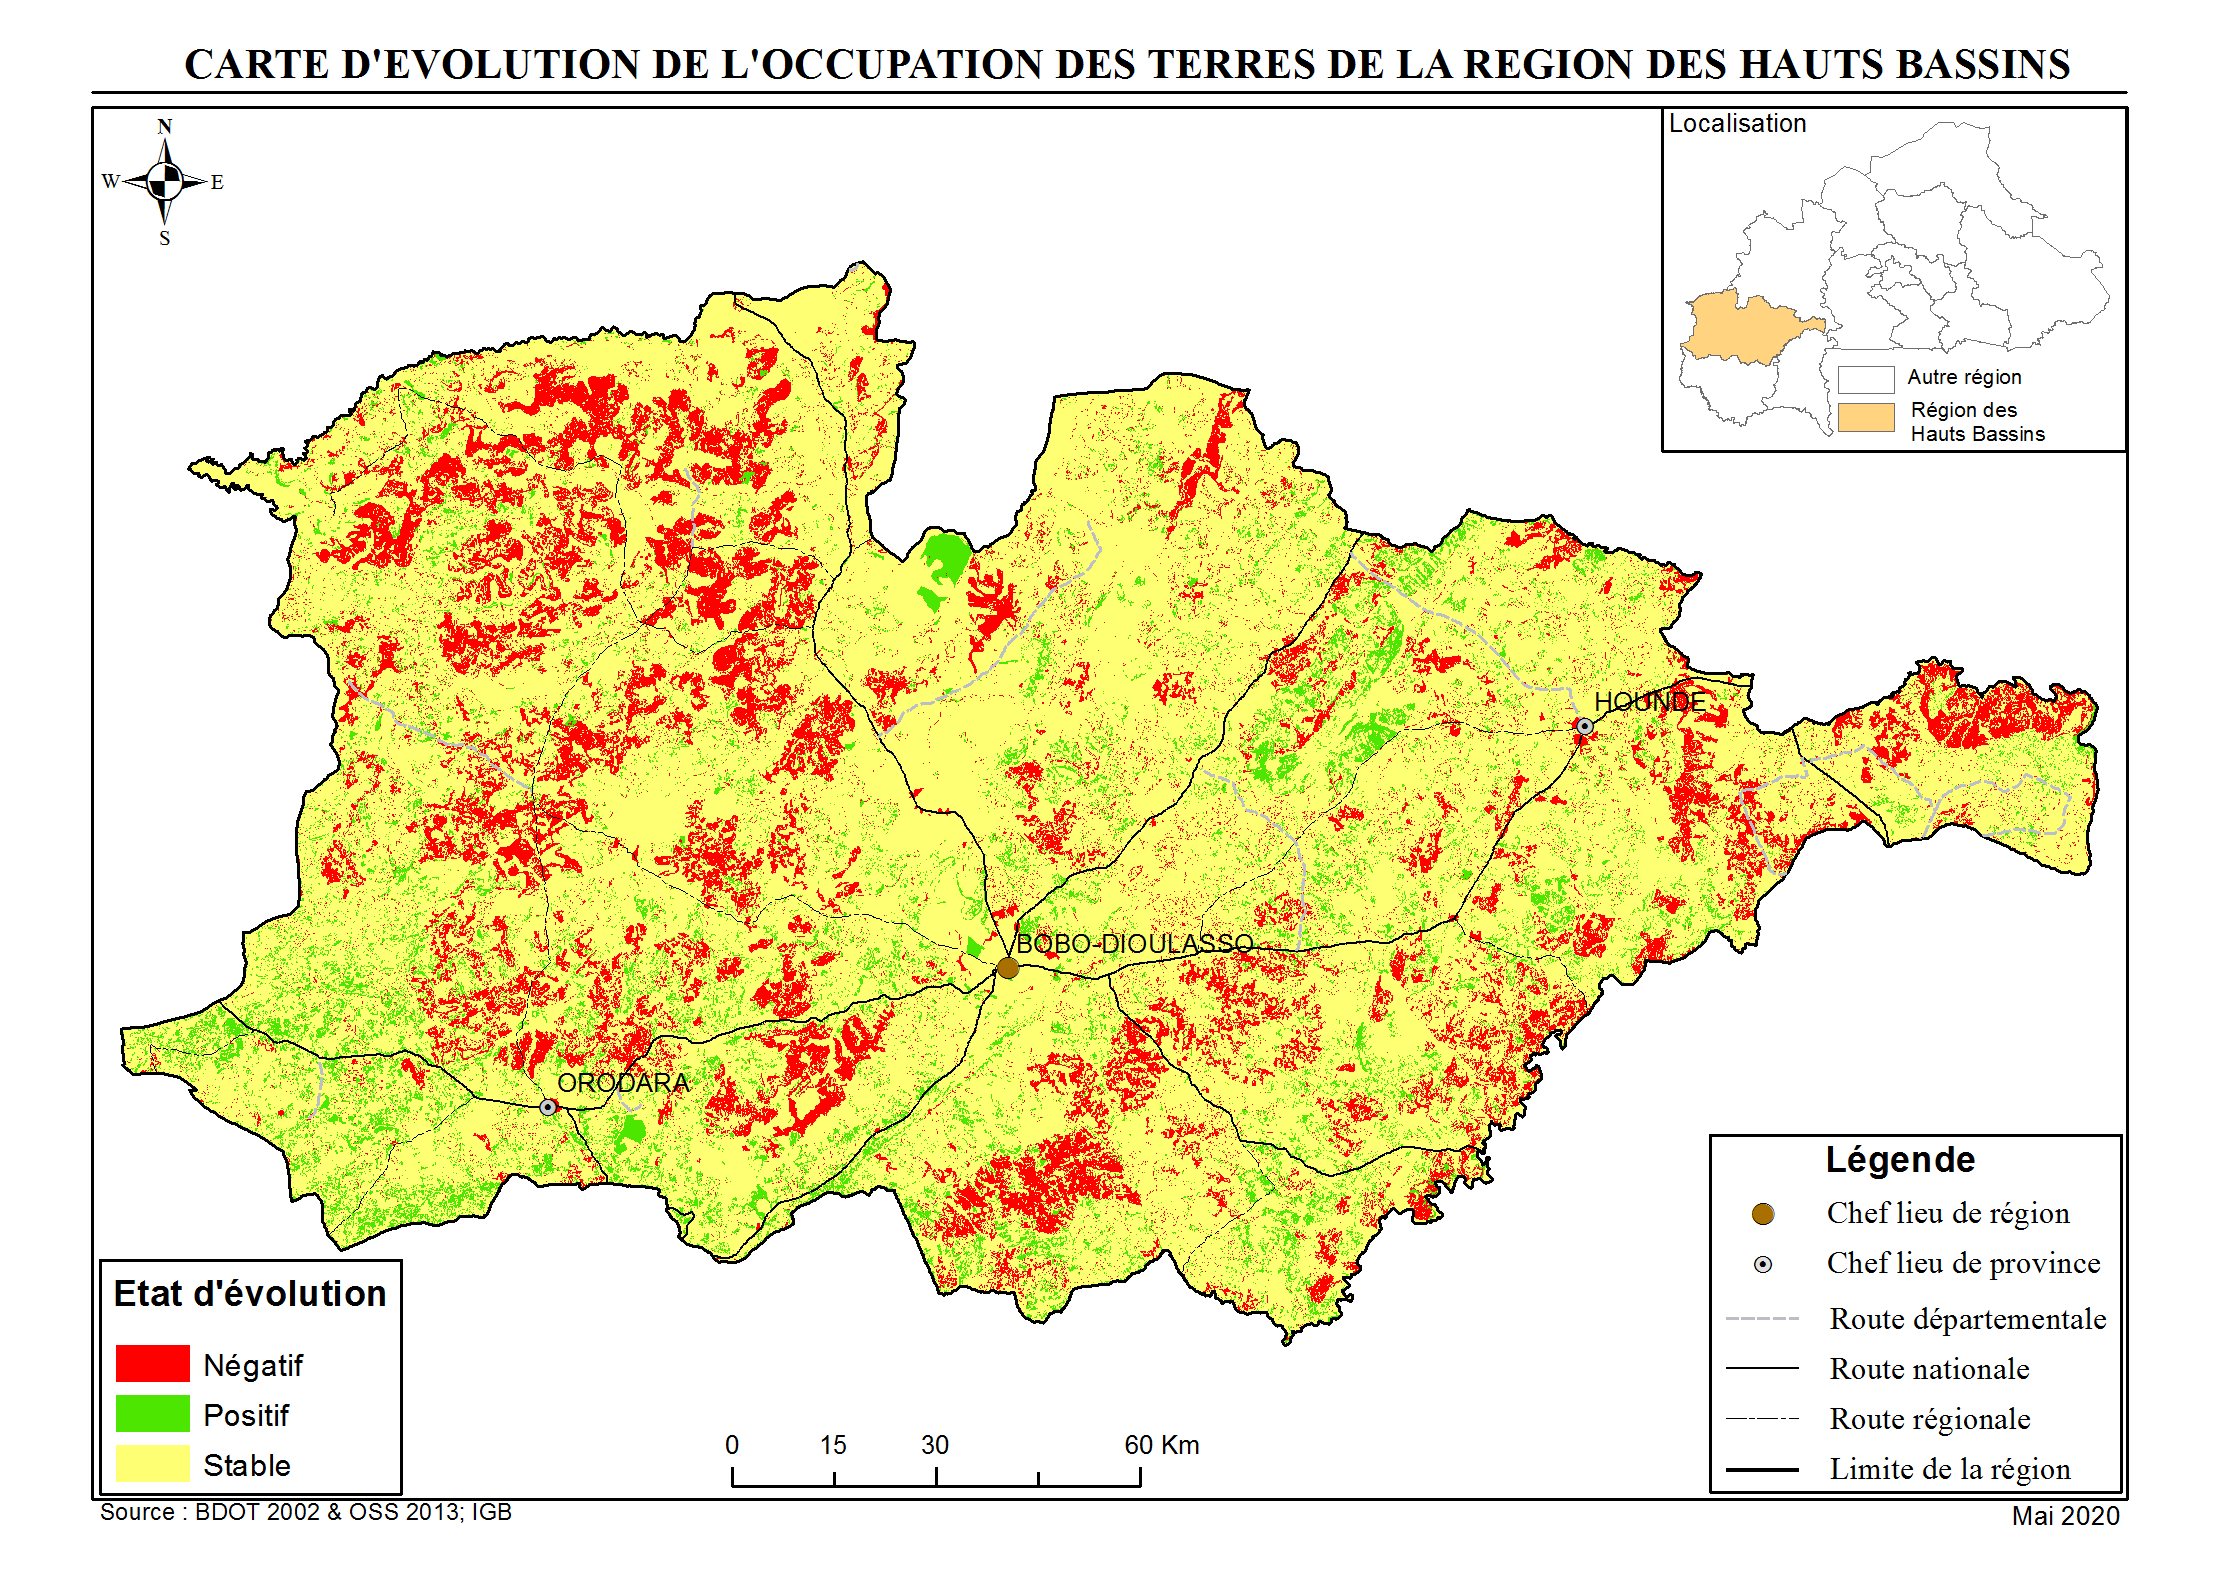 CARTE D'EVOLUTION DE L'OCCUPATION DES TERRES DE LA REGION DES HAUTS BASSINS
N
W
E
S
Localisation
Autre région
Région des
Hauts Bassins
HOUNDE
BOBO-DIOULASSO
ORODARA
Légende
Chef lieu de région
Chef lieu de province
Route départementale
Route nationale
Route régionale
Limite de la région
Etat d'évolution
Négatif
Positif
Stable
0 15 30 60 Km
Source : BDOT 2002 & OSS 2013; IGB
Mai 2020